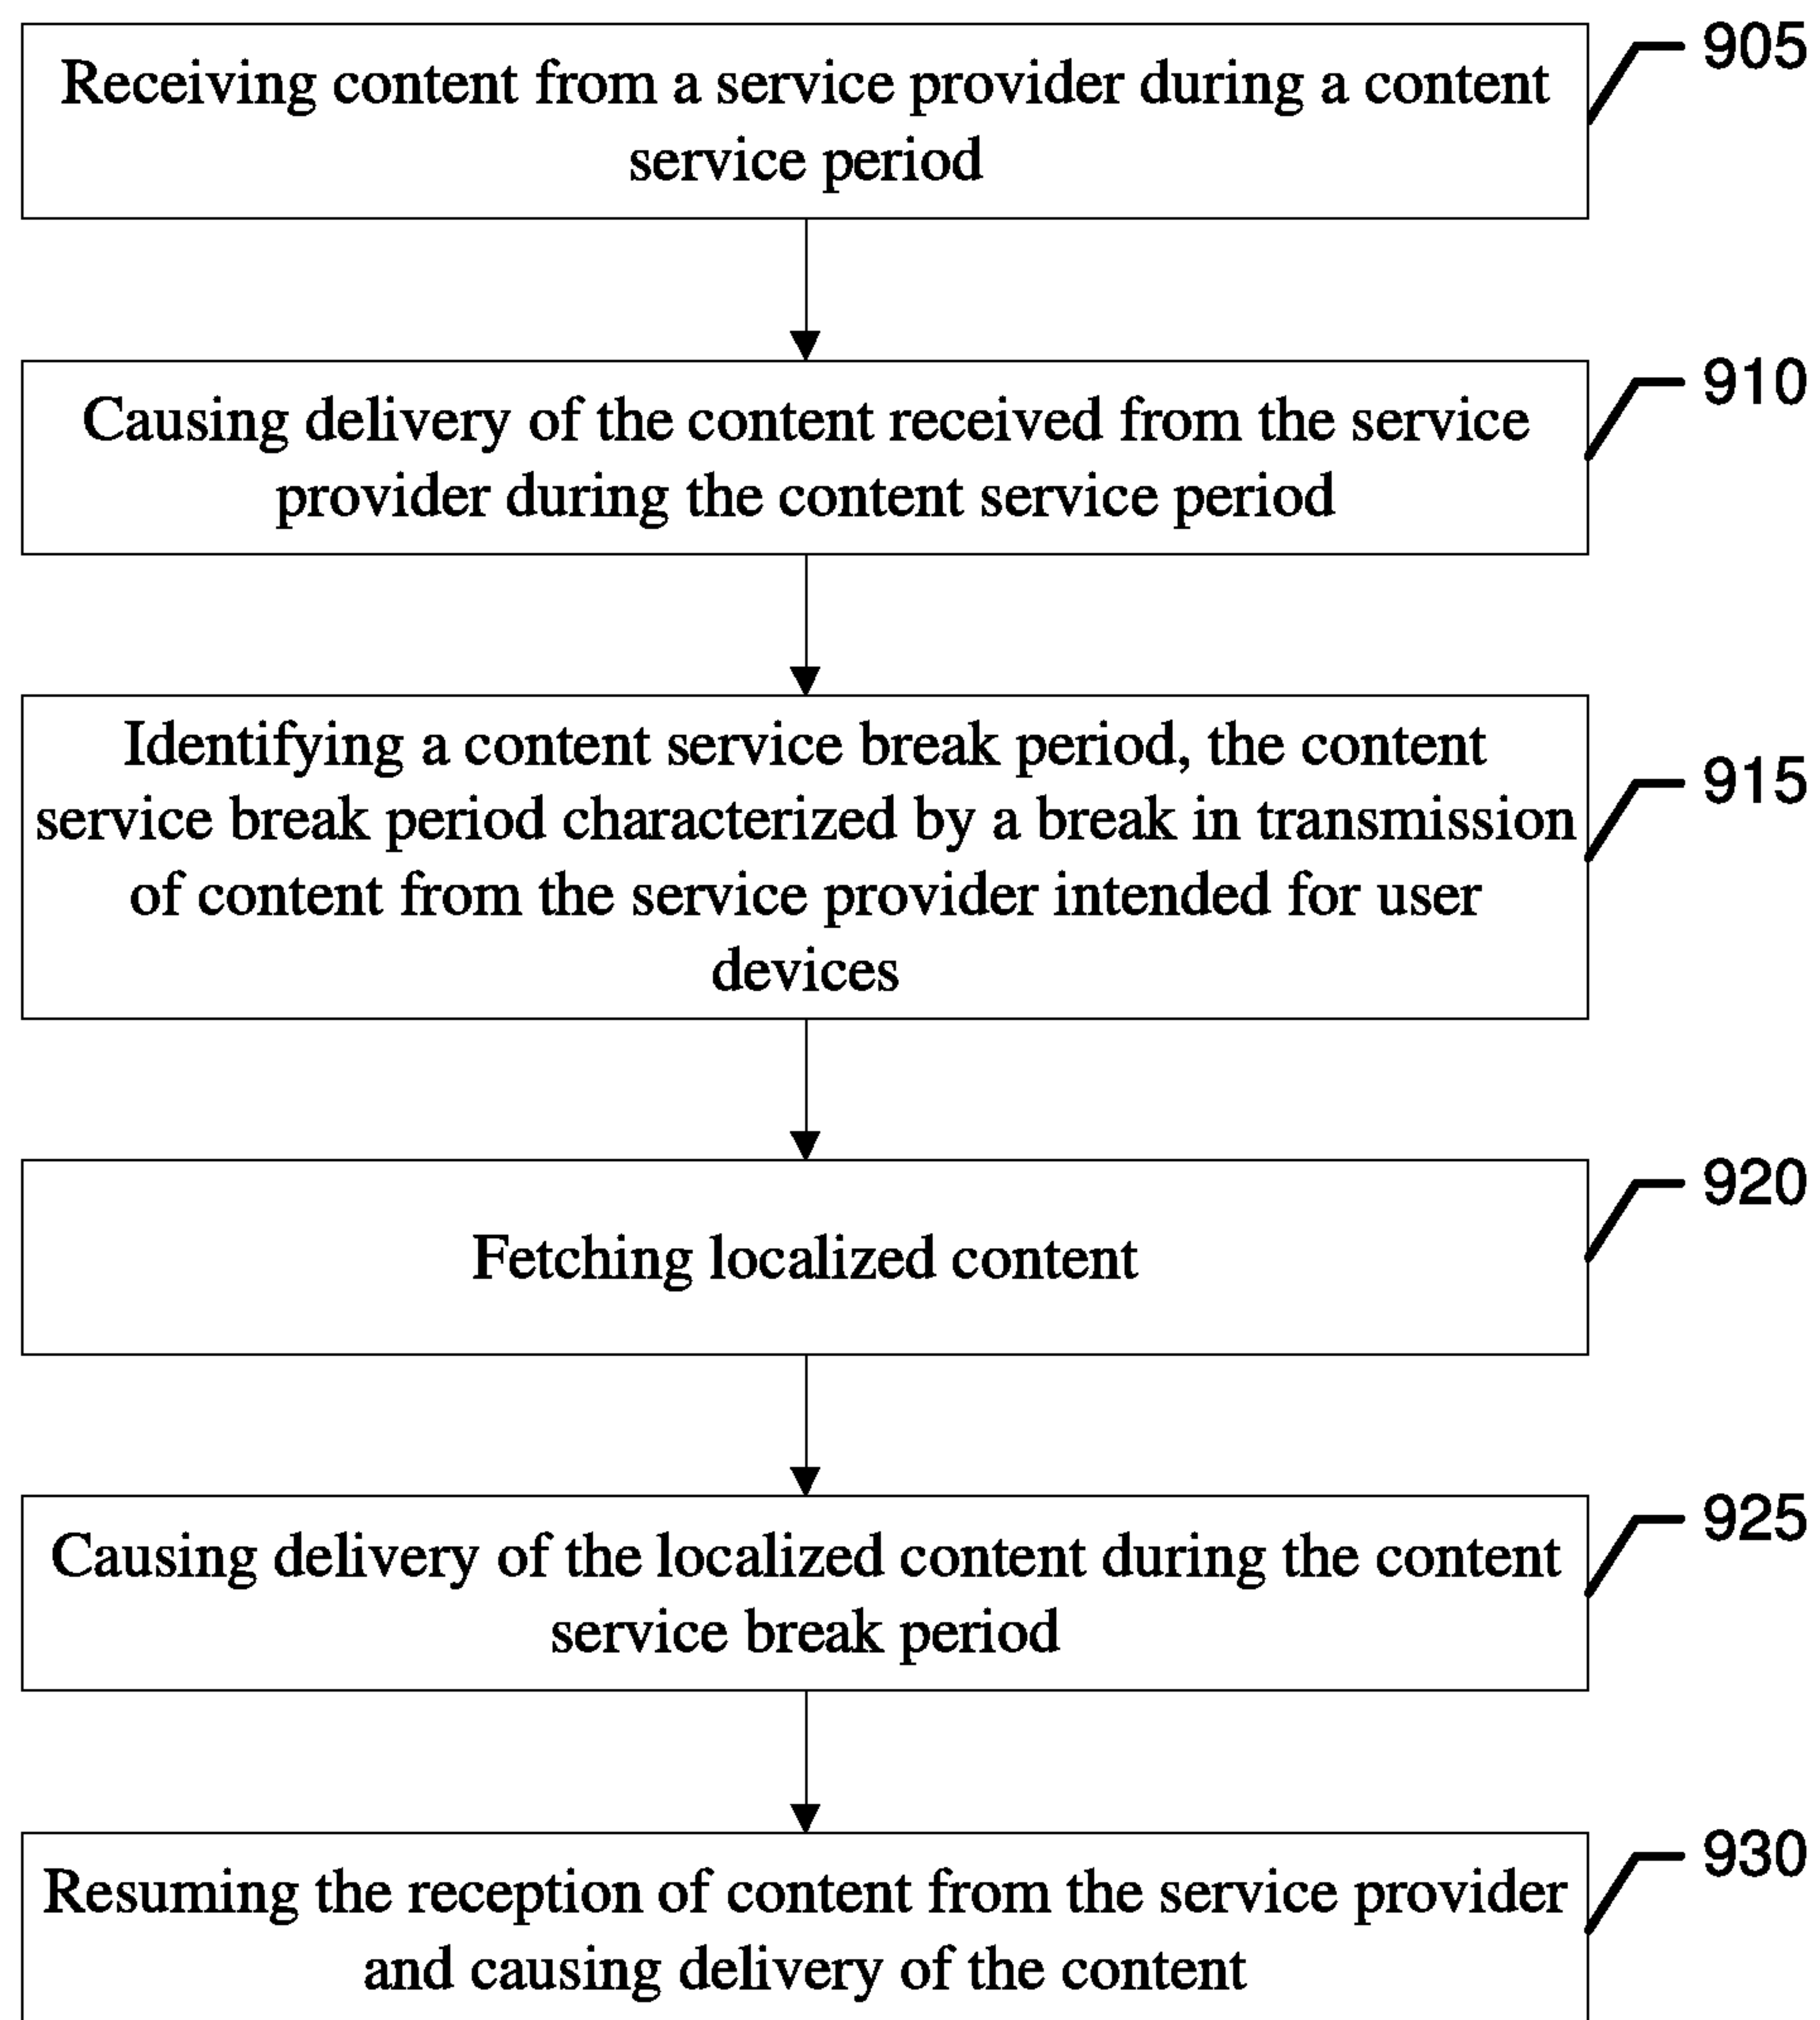 Receiving content from a service provider during a content
service period
905
Causing delivery of the content received from the service
provider during the content service period
910
Identifying a content service break period, the content
service break period characterized by a break in transmission
of content from the service provider intended for user
devices
915
Fetching localized content
920
Causing delivery of the localized content during the content
service break period
925
Resuming the reception of content from the service provider
and causing delivery of the content
930